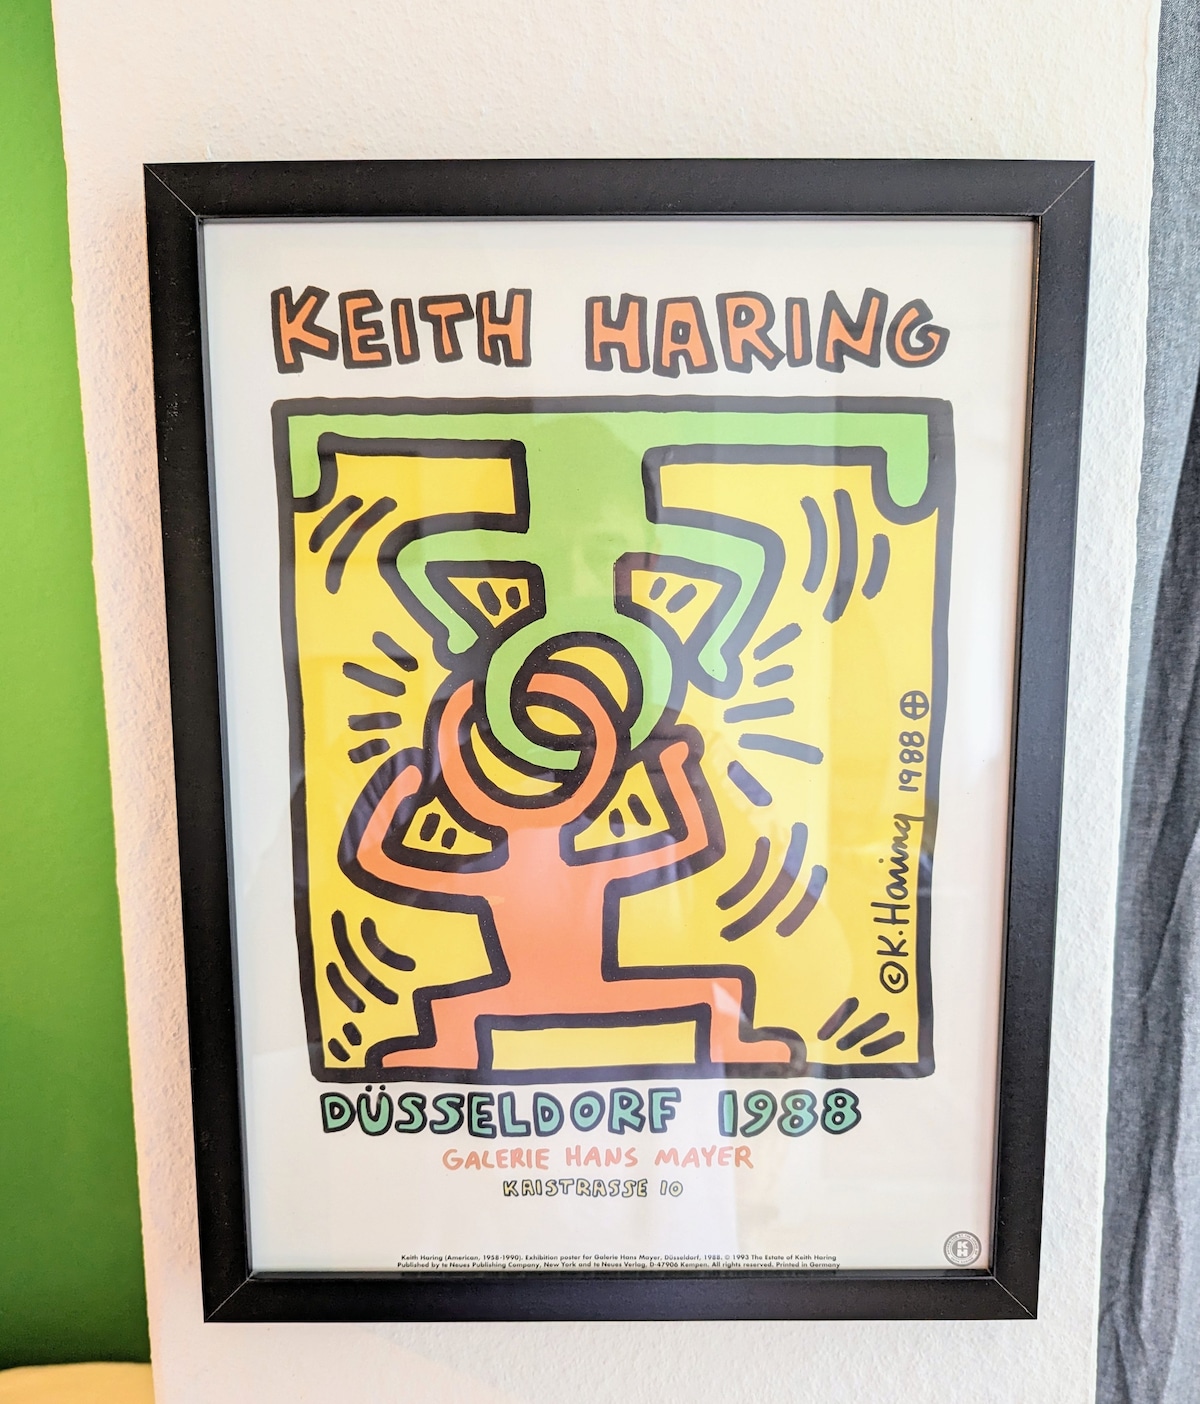 KEITH HARING
© K. Haring 1988 ⊕
DÜSSELDORF 1988
GALERIE HANS MAYER
KAISTRASSE 10
Keith Haring (American, 1958-1990). Exhibition poster for Galerie Hans Mayer, Düsseldorf, 1988. © 1993 The Estate of Keith Haring
Published by te Neues Publishing Company, New York and te Neues Verlag, D-47906 Kempen. All rights reserved. Printed in Germany
K
H